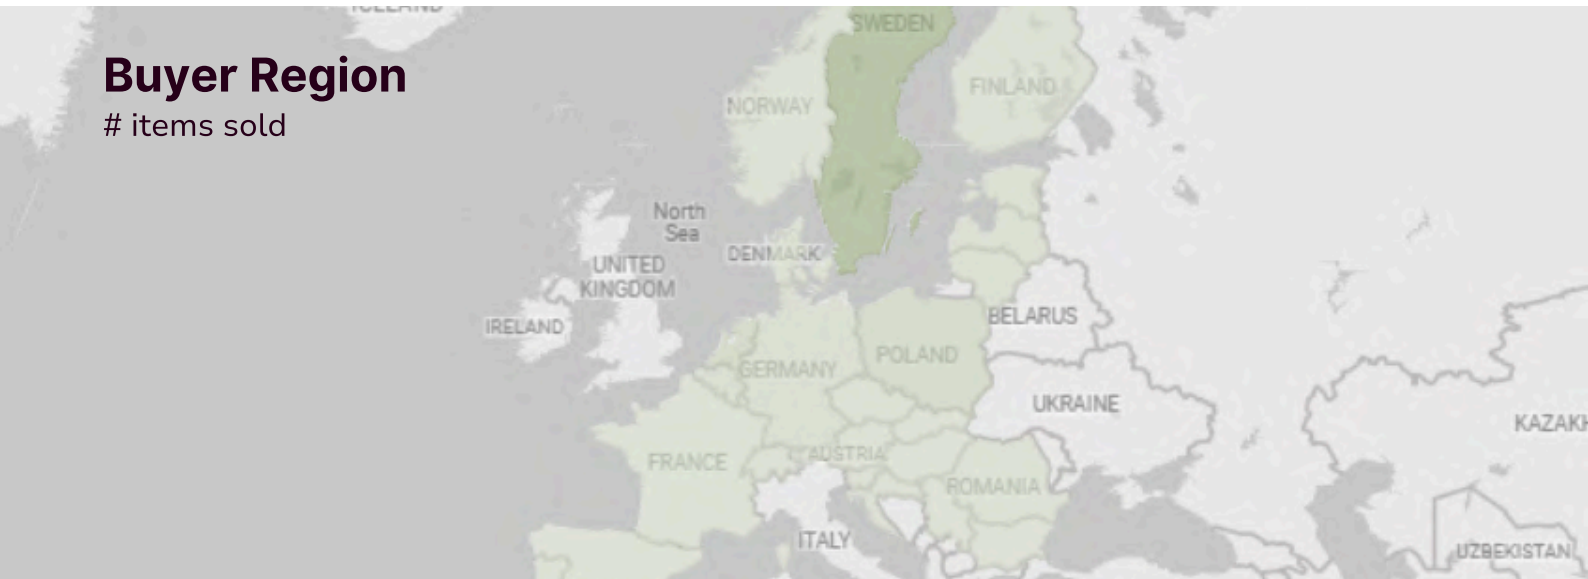 ICELAND
SWEDEN
Buyer Region
# items sold
FINLAND
NORWAY
North
Sea
DENMARK
UNITED
KINGDOM
IRELAND
BELARUS
POLAND
GERMANY
UKRAINE
KAZAKH
AUSTRIA
FRANCE
ROMANIA
ITALY
UZBEKISTAN